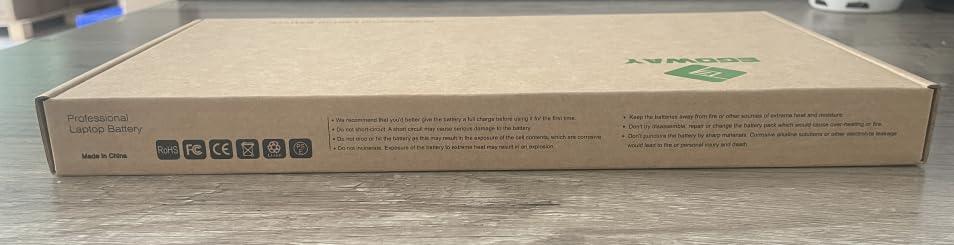 EGOWAY
Professional
Laptop Battery
Made in China
RoHS FC CE
• We recommend that you'd better give the battery a full charge before using it for the first time.
• Do not short-circuit. A short circuit may cause serious damage to the battery.
• Do not drop or hit the battery as this may result in the exposure of the cell contents, which are corrosive.
• Do not incinerate. Exposure of the battery to extreme heat may result in an explosion.
• Keep the batteries away from fire or other sources of extreme heat and moisture.
• Don't try disassemble, repair or change the battery pack which would cause over-heating or fire.
• Don't puncture the battery by sharp materials. Corrosive alkaline solutions or other electrolyte leakage
would lead to fire or personal injury and death.